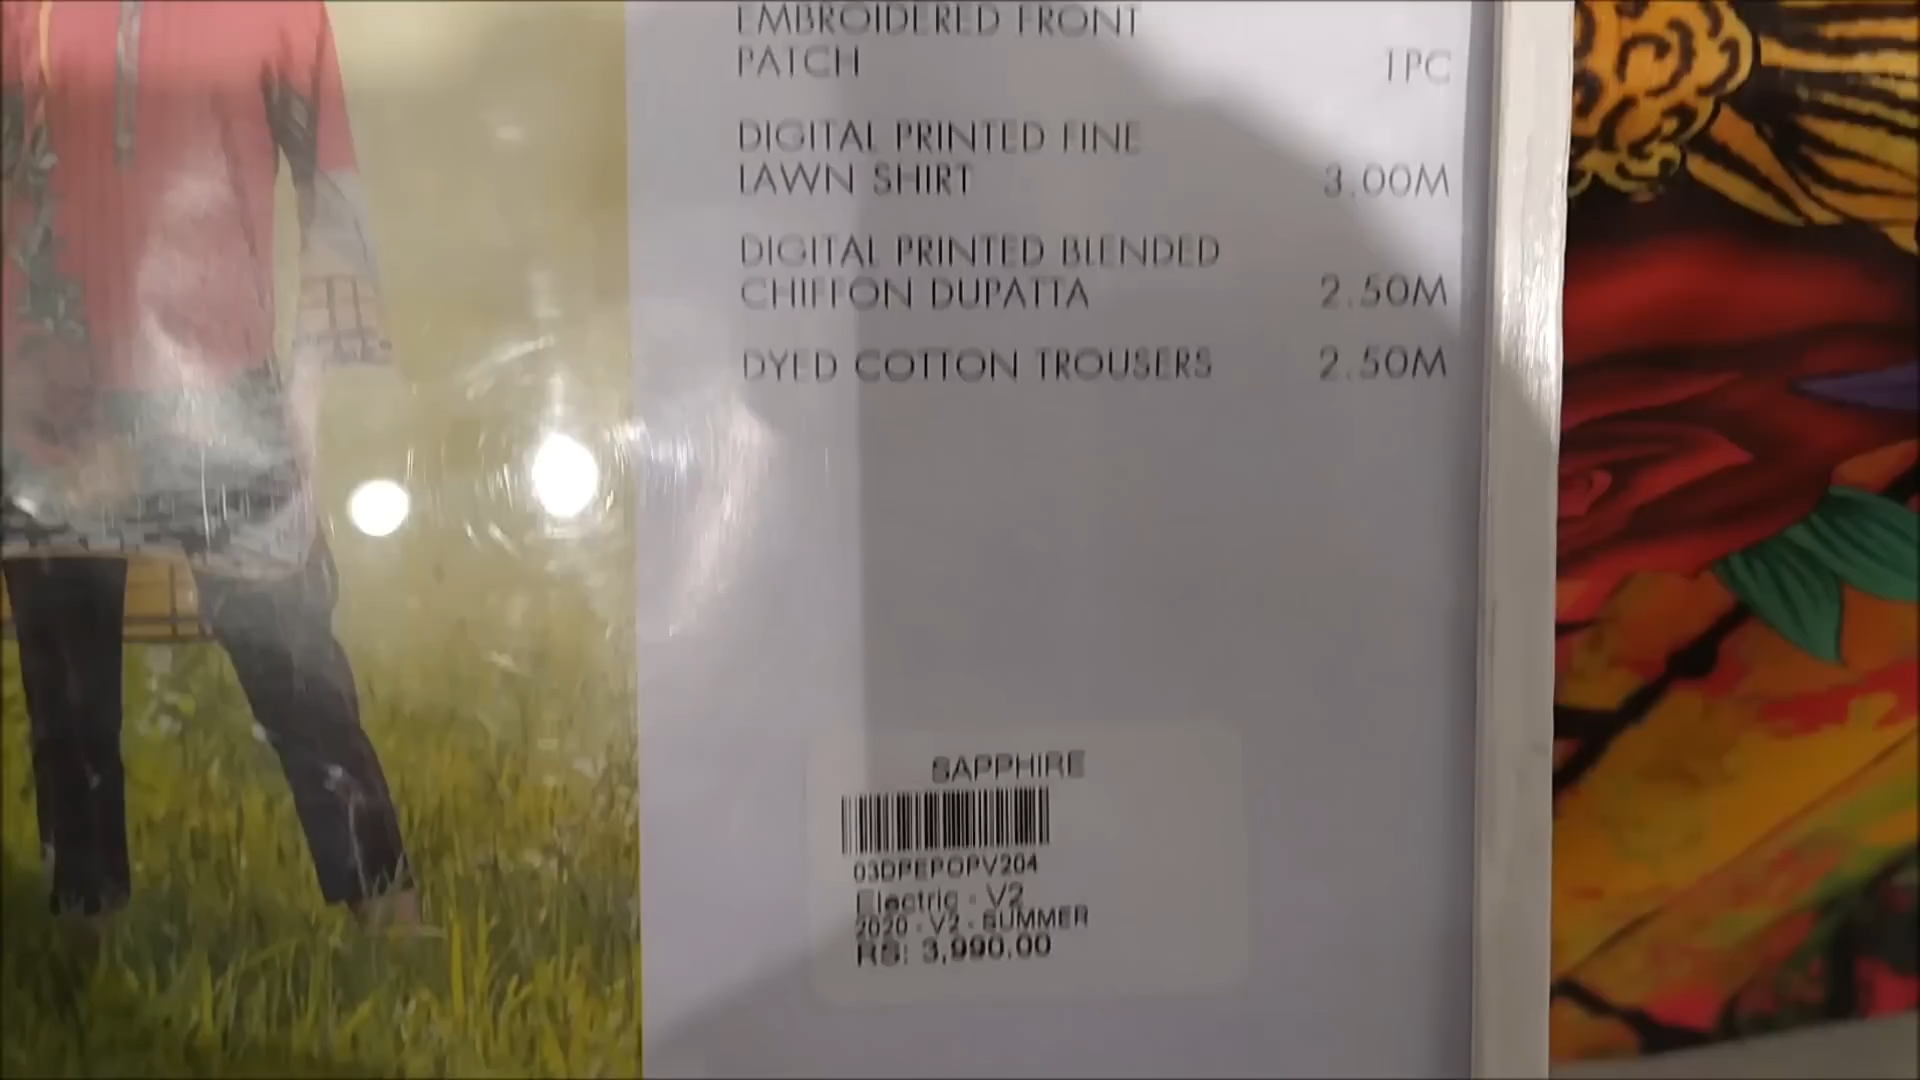 EMBROIDERED FRONT
PATCH 1PC
DIGITAL PRINTED FINE
LAWN SHIRT 3.00M
DIGITAL PRINTED BLENDED
CHIFFON DUPATTA 2.50M
DYED COTTON TROUSERS 2.50M
SAPPHIRE
03DPEPOPV204
Electric - V2
2020 - V2 - SUMMER
RS: 3,990.00